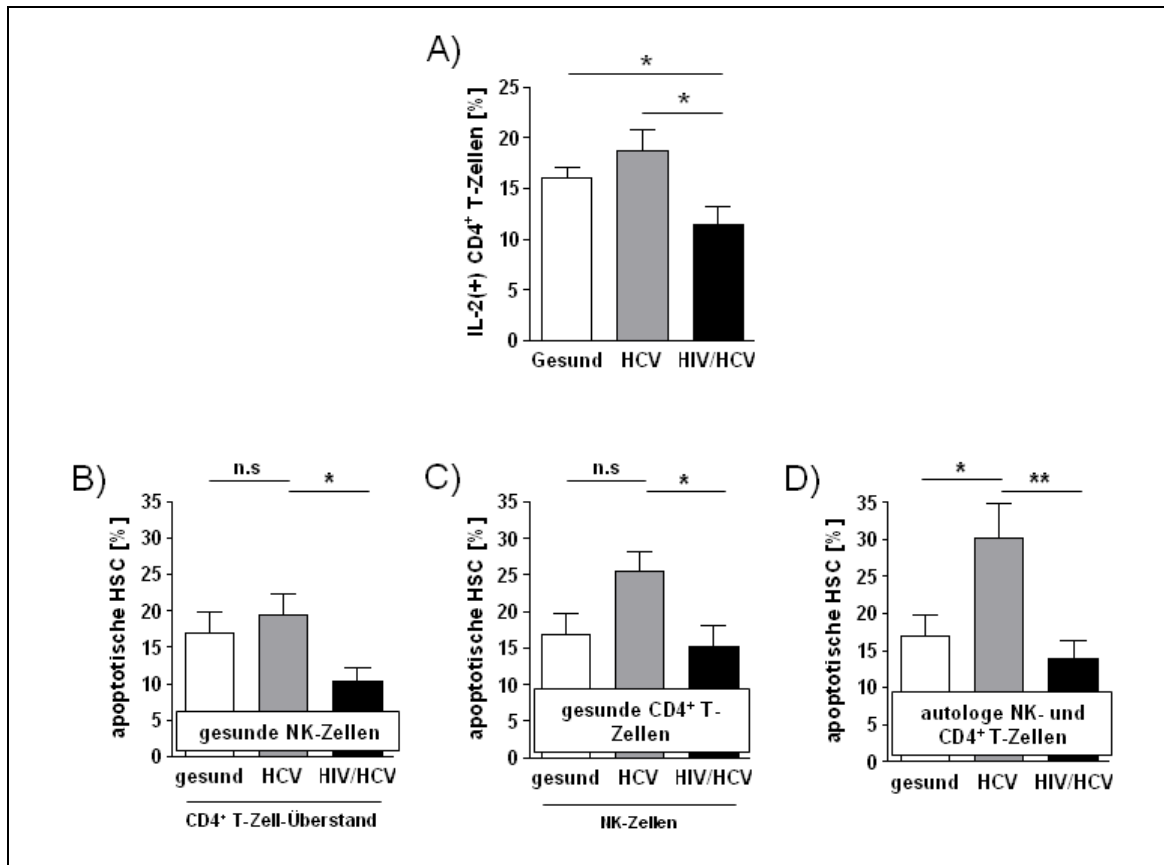 A)
*
*
IL-2(+) CD4⁺ T-Zellen [%]
25
20
15
10
5
0
Gesund HCV HIV/HCV
B)
n.s
*
apoptotische HSC [%]
35
30
25
20
15
10
5
0
gesunde NK-Zellen
gesund HCV HIV/HCV
CD4⁺ T-Zell-Überstand
C)
n.s
*
apoptotische HSC [%]
35
30
25
20
15
10
5
0
gesunde CD4⁺ T-
Zellen
gesund HCV HIV/HCV
NK-Zellen
D)
*
**
apoptotische HSC [%]
35
30
25
20
15
10
5
0
autologe NK- und
CD4⁺ T-Zellen
gesund HCV HIV/HCV